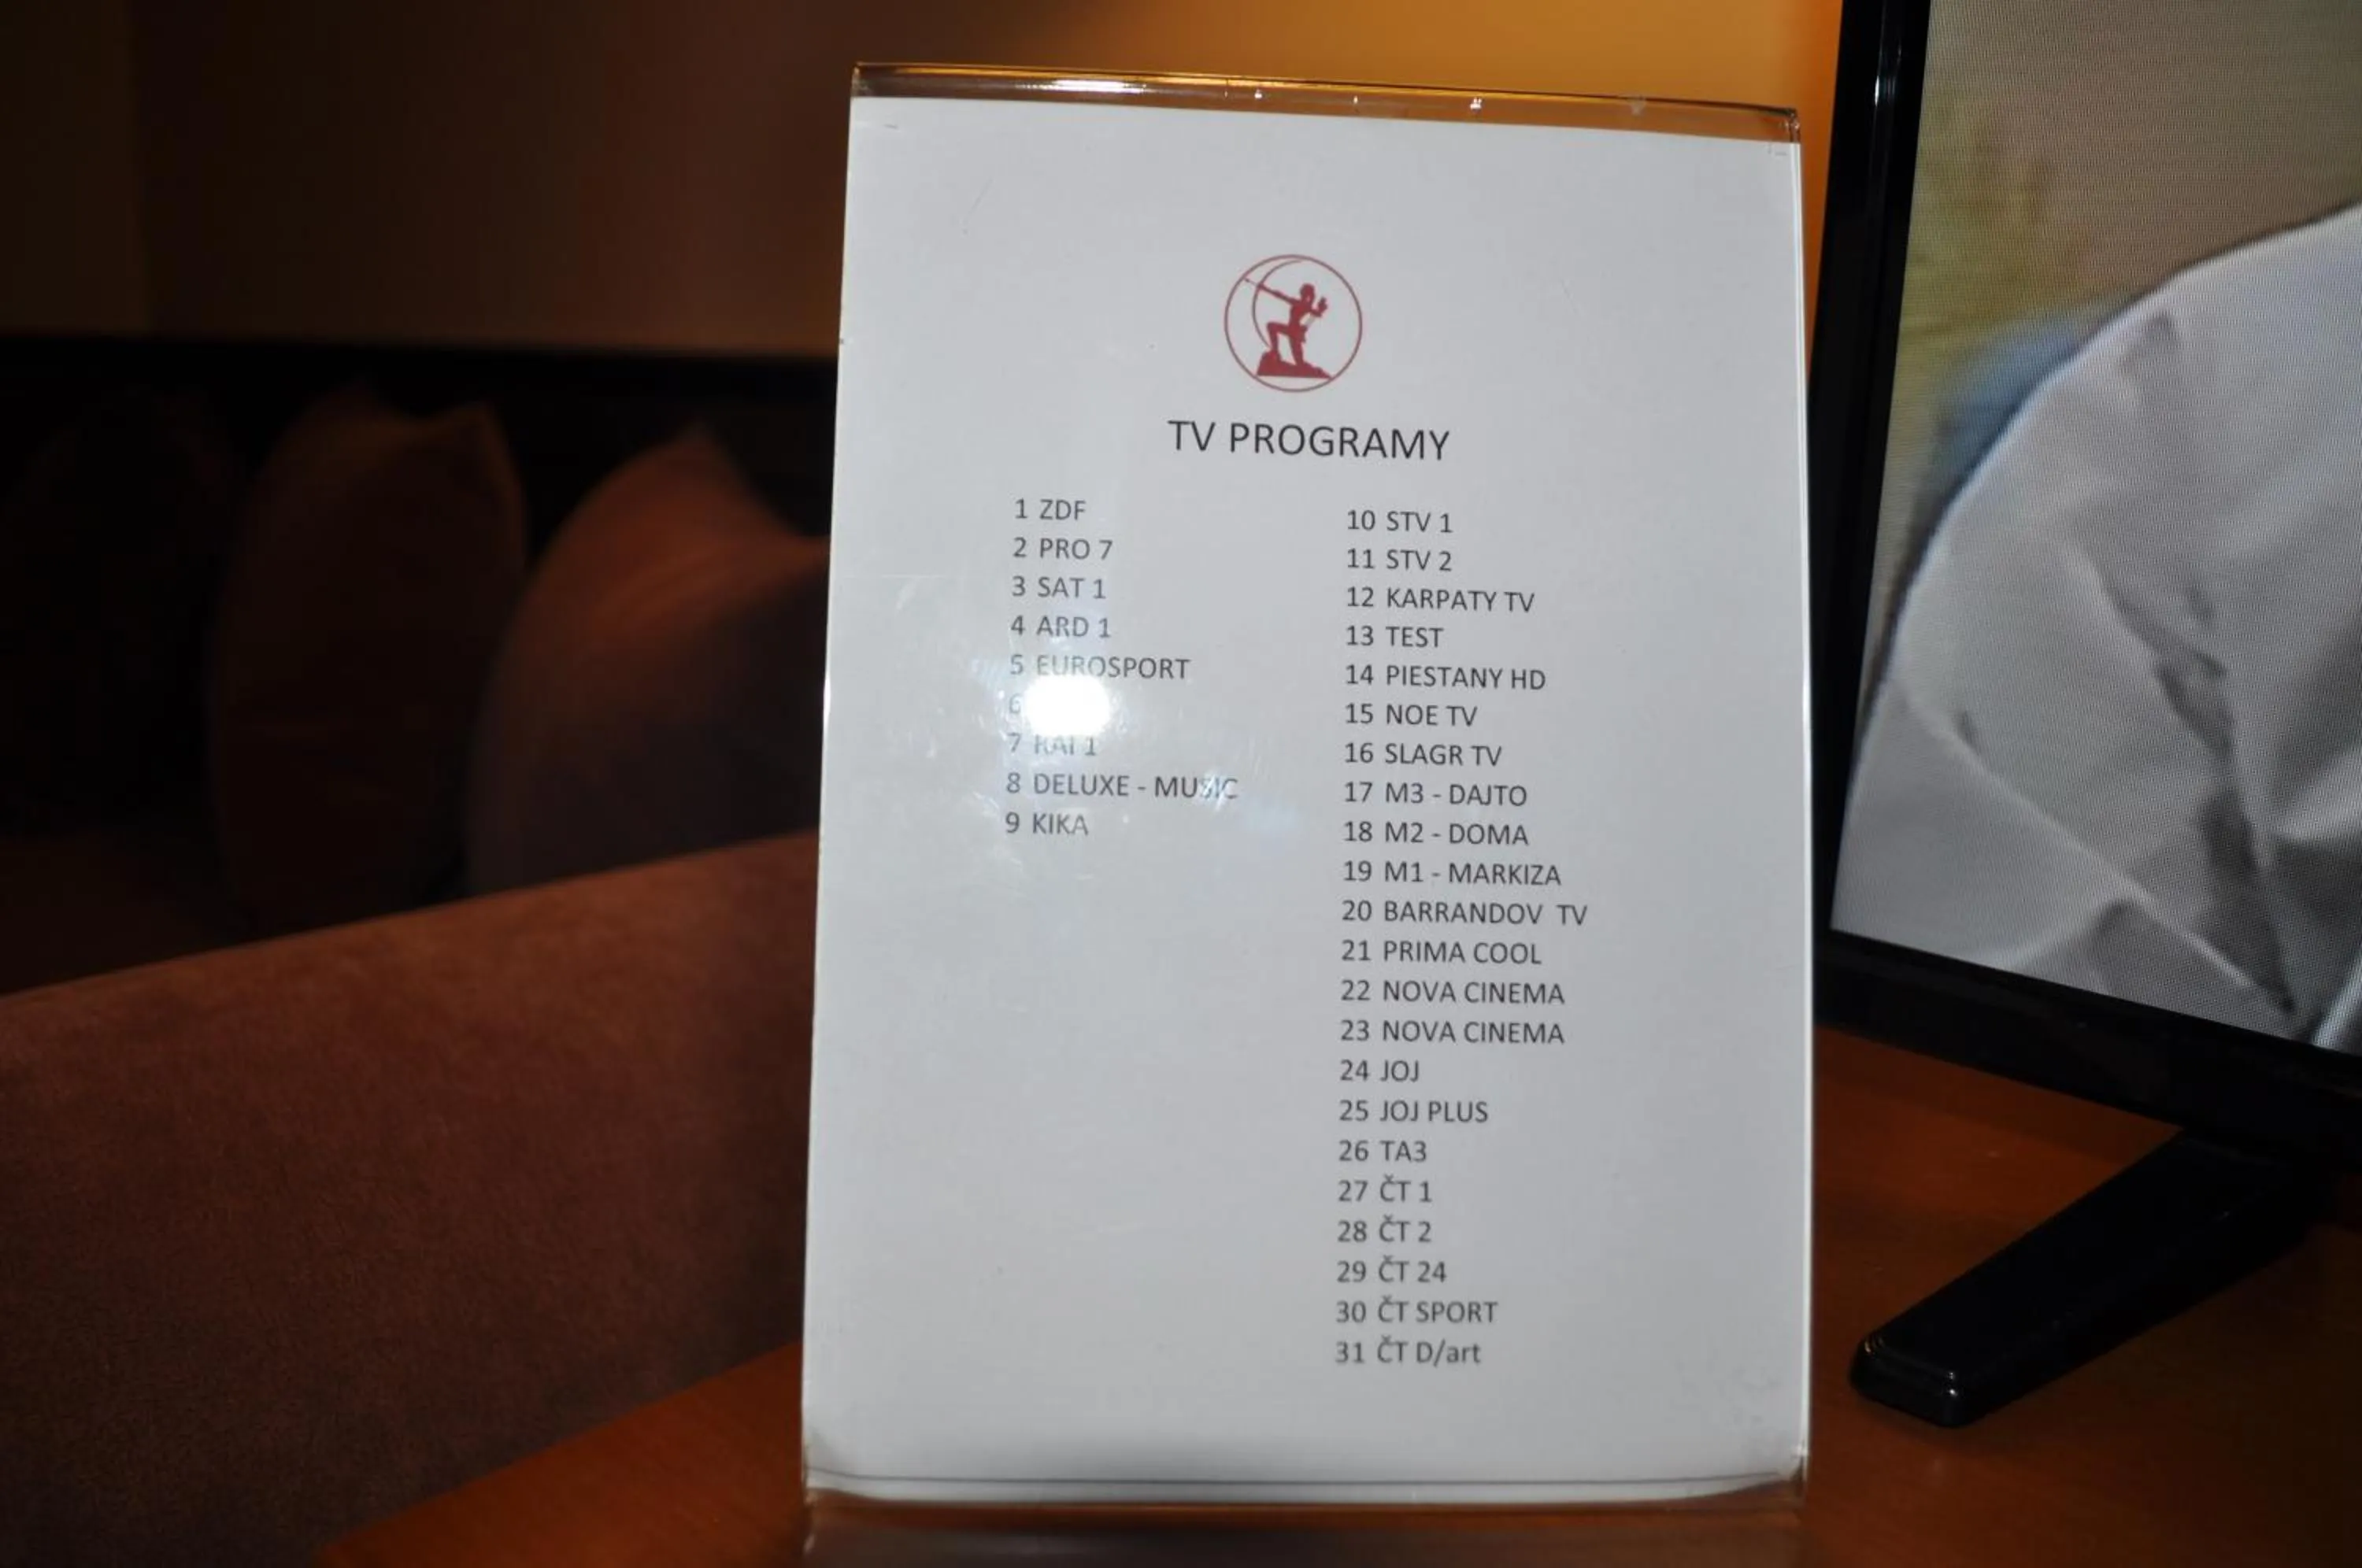 TV PROGRAMY
1 ZDF
2 PRO 7
3 SAT 1
4 ARD 1
5 EUROSPORT
6
7 RAI 1
8 DELUXE - MUSIC
9 KIKA
10 STV 1
11 STV 2
12 KARPATY TV
13 TEST
14 PIESTANY HD
15 NOE TV
16 SLAGR TV
17 M3 - DAJTO
18 M2 - DOMA
19 M1 - MARKIZA
20 BARRANDOV TV
21 PRIMA COOL
22 NOVA CINEMA
23 NOVA CINEMA
24 JOJ
25 JOJ PLUS
26 TA3
27 ČT 1
28 ČT 2
29 ČT 24
30 ČT SPORT
31 ČT D/art